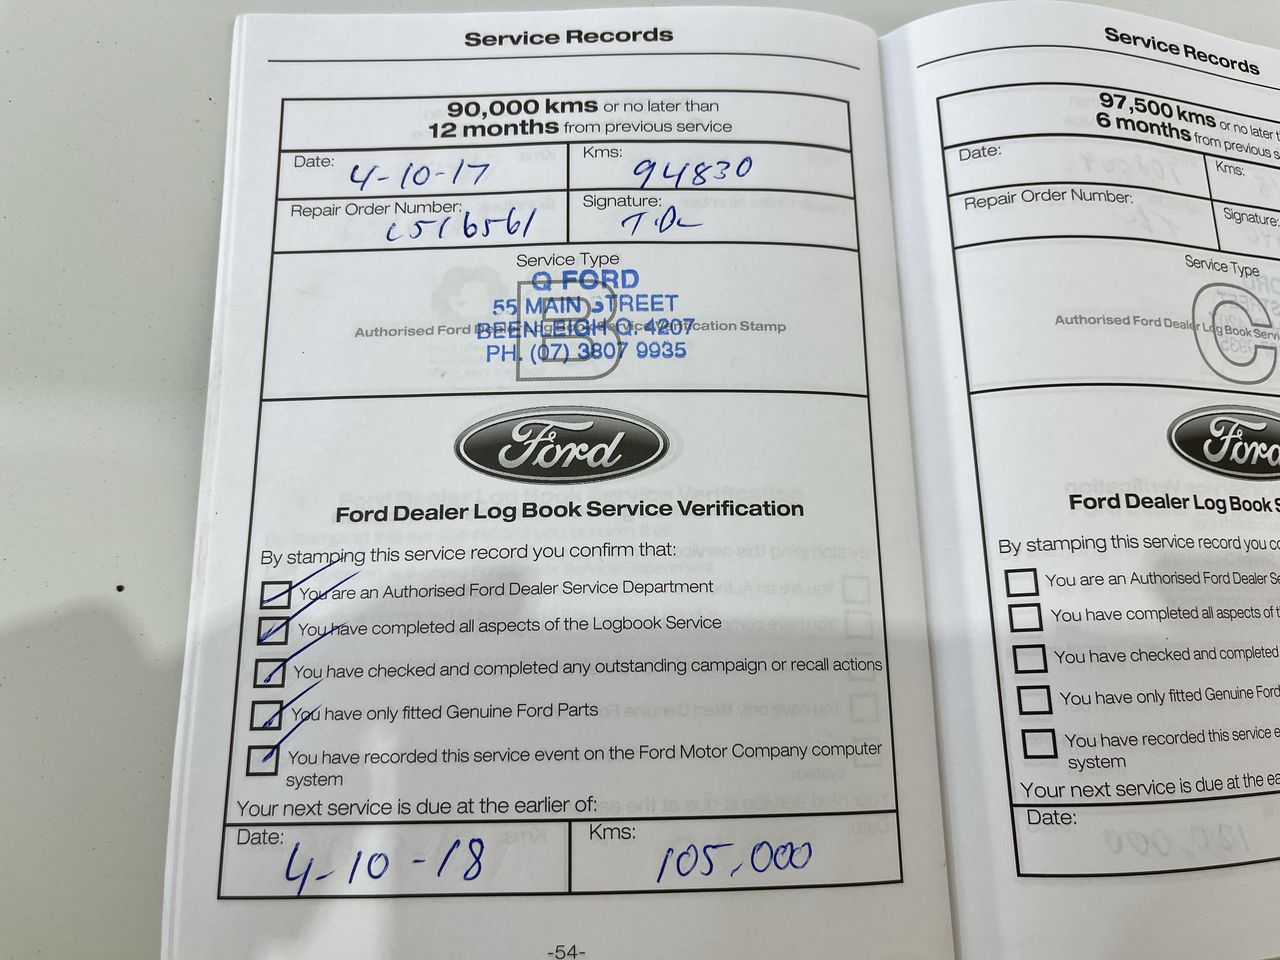 Service Records
90,000 kms or no later than
12 months from previous service
Date: 4-10-17
Kms: 94830
Repair Order Number:
Signature:
Service Type
Q FORD
55 MAIN STREET
Authorised Ford Dealer Log Book Service Verification Stamp
BEENLEIGH Q. 4207
PH. (07) 3807 9935
B
Ford
Ford Dealer Log Book Service Verification
By stamping this service record you confirm that:
You are an Authorised Ford Dealer Service Department
You have completed all aspects of the Logbook Service
You have checked and completed any outstanding campaign or recall actions
You have only fitted Genuine Ford Parts
You have recorded this service event on the Ford Motor Company computer
system
Your next service is due at the earlier of:
Date: 4-10-18
Kms: 105,000
-54-
Service Records
97,500 kms or no later
6 months from previous
Date:
Kms:
Repair Order Number:
Signature:
Service Type
Authorised Ford Dealer Log Book
C
Ford
Ford Dealer Log Book
By stamping this service record you
You are an Authorised Ford Dealer
You have completed all aspects of
You have checked and completed
You have only fitted Genuine Ford
You have recorded this service
system
Your next service is due at the
Date: